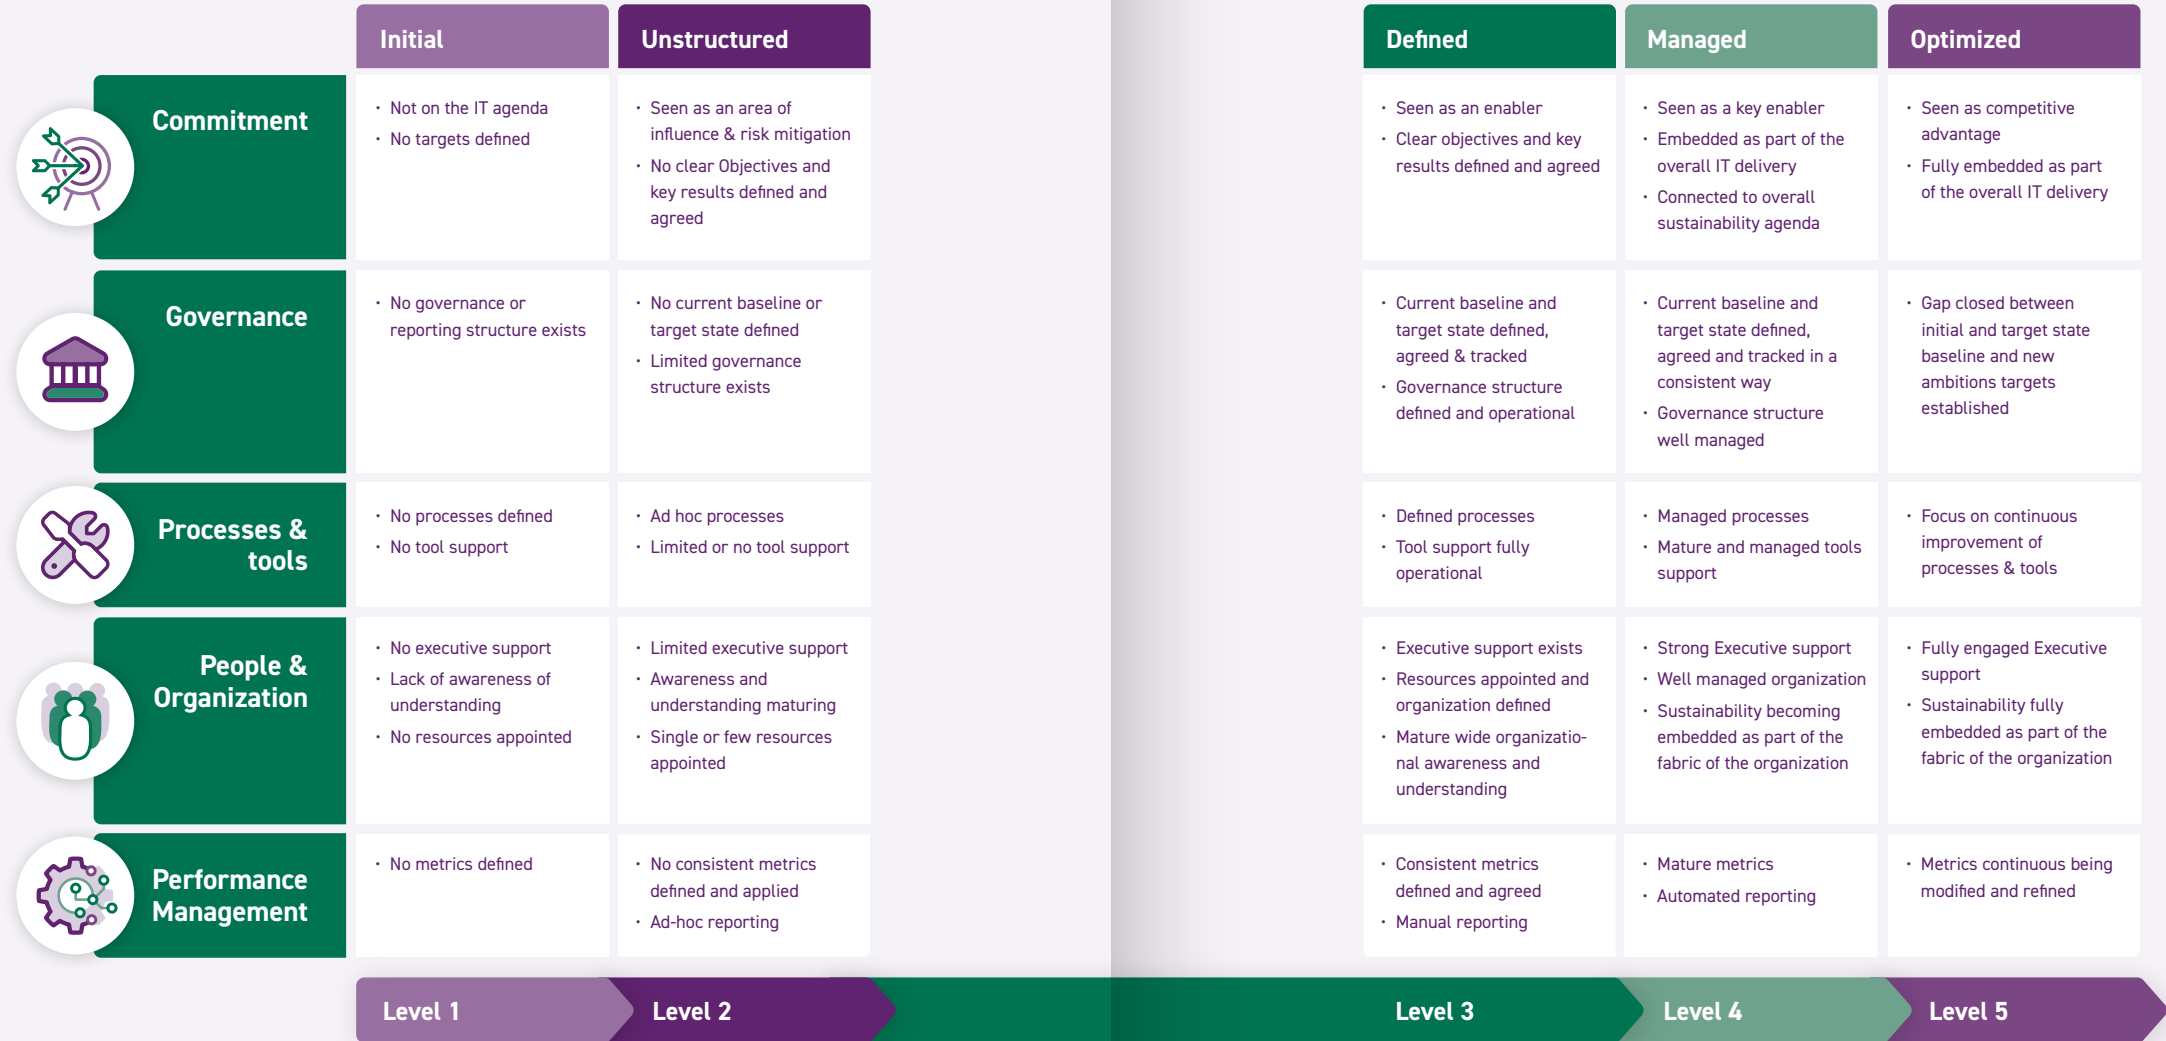 Initial
Unstructured
Defined
Managed
Optimized
Commitment
· Not on the IT agenda
· No targets defined
· Seen as an area of
influence & risk mitigation
· No clear Objectives and
key results defined and
agreed
· Seen as an enabler
· Clear objectives and key
results defined and agreed
· Seen as a key enabler
· Embedded as part of the
overall IT delivery
· Connected to overall
sustainability agenda
· Seen as competitive
advantage
· Fully embedded as part
of the overall IT delivery
Governance
· No governance or
reporting structure exists
· No current baseline or
target state defined
· Limited governance
structure exists
· Current baseline and
target state defined,
agreed & tracked
· Governance structure
defined and operational
· Current baseline and
target state defined,
agreed and tracked in a
consistent way
· Governance structure
well managed
· Gap closed between
initial and target state
baseline and new
ambitions targets
established
Processes &
tools
· No processes defined
· No tool support
· Ad hoc processes
· Limited or no tool support
· Defined processes
· Tool support fully
operational
· Managed processes
· Mature and managed tools
support
· Focus on continuous
improvement of
processes & tools
People &
Organization
· No executive support
· Lack of awareness of
understanding
· No resources appointed
· Limited executive support
· Awareness and
understanding maturing
· Single or few resources
appointed
· Executive support exists
· Resources appointed and
organization defined
· Mature wide organizatio-
nal awareness and
understanding
· Strong Executive support
· Well managed organization
· Sustainability becoming
embedded as part of the
fabric of the organization
· Fully engaged Executive
support
· Sustainability fully
embedded as part of the
fabric of the organization
Performance
Management
· No metrics defined
· No consistent metrics
defined and applied
· Ad-hoc reporting
· Consistent metrics
defined and agreed
· Manual reporting
· Mature metrics
· Automated reporting
· Metrics continuous being
modified and refined
Level 1
Level 2
Level 3
Level 4
Level 5